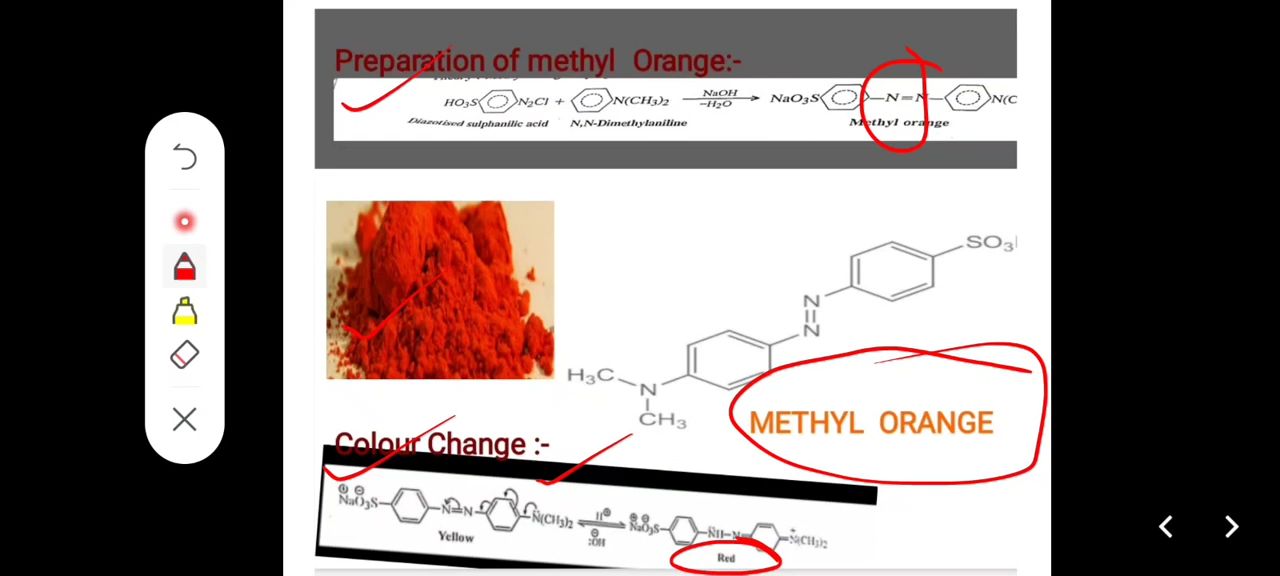 Preparation of methyl Orange:-
HO3S N2Cl + N(CH3)2 NaOH NaO3S —N=N— N(C
–H2O
Diazotised sulphanilic acid N,N-Dimethylaniline Methyl orange
SO3
N
N
H3C
N
CH3
METHYL ORANGE
Colour Change :-
⊕ ⊖
NaO3S N=N N̈(CH3)2 H⊕ ⊕ ⊖ NaO3S N̈H–N= =N(CH3)2
+
⊖
:OH
Yellow
Red